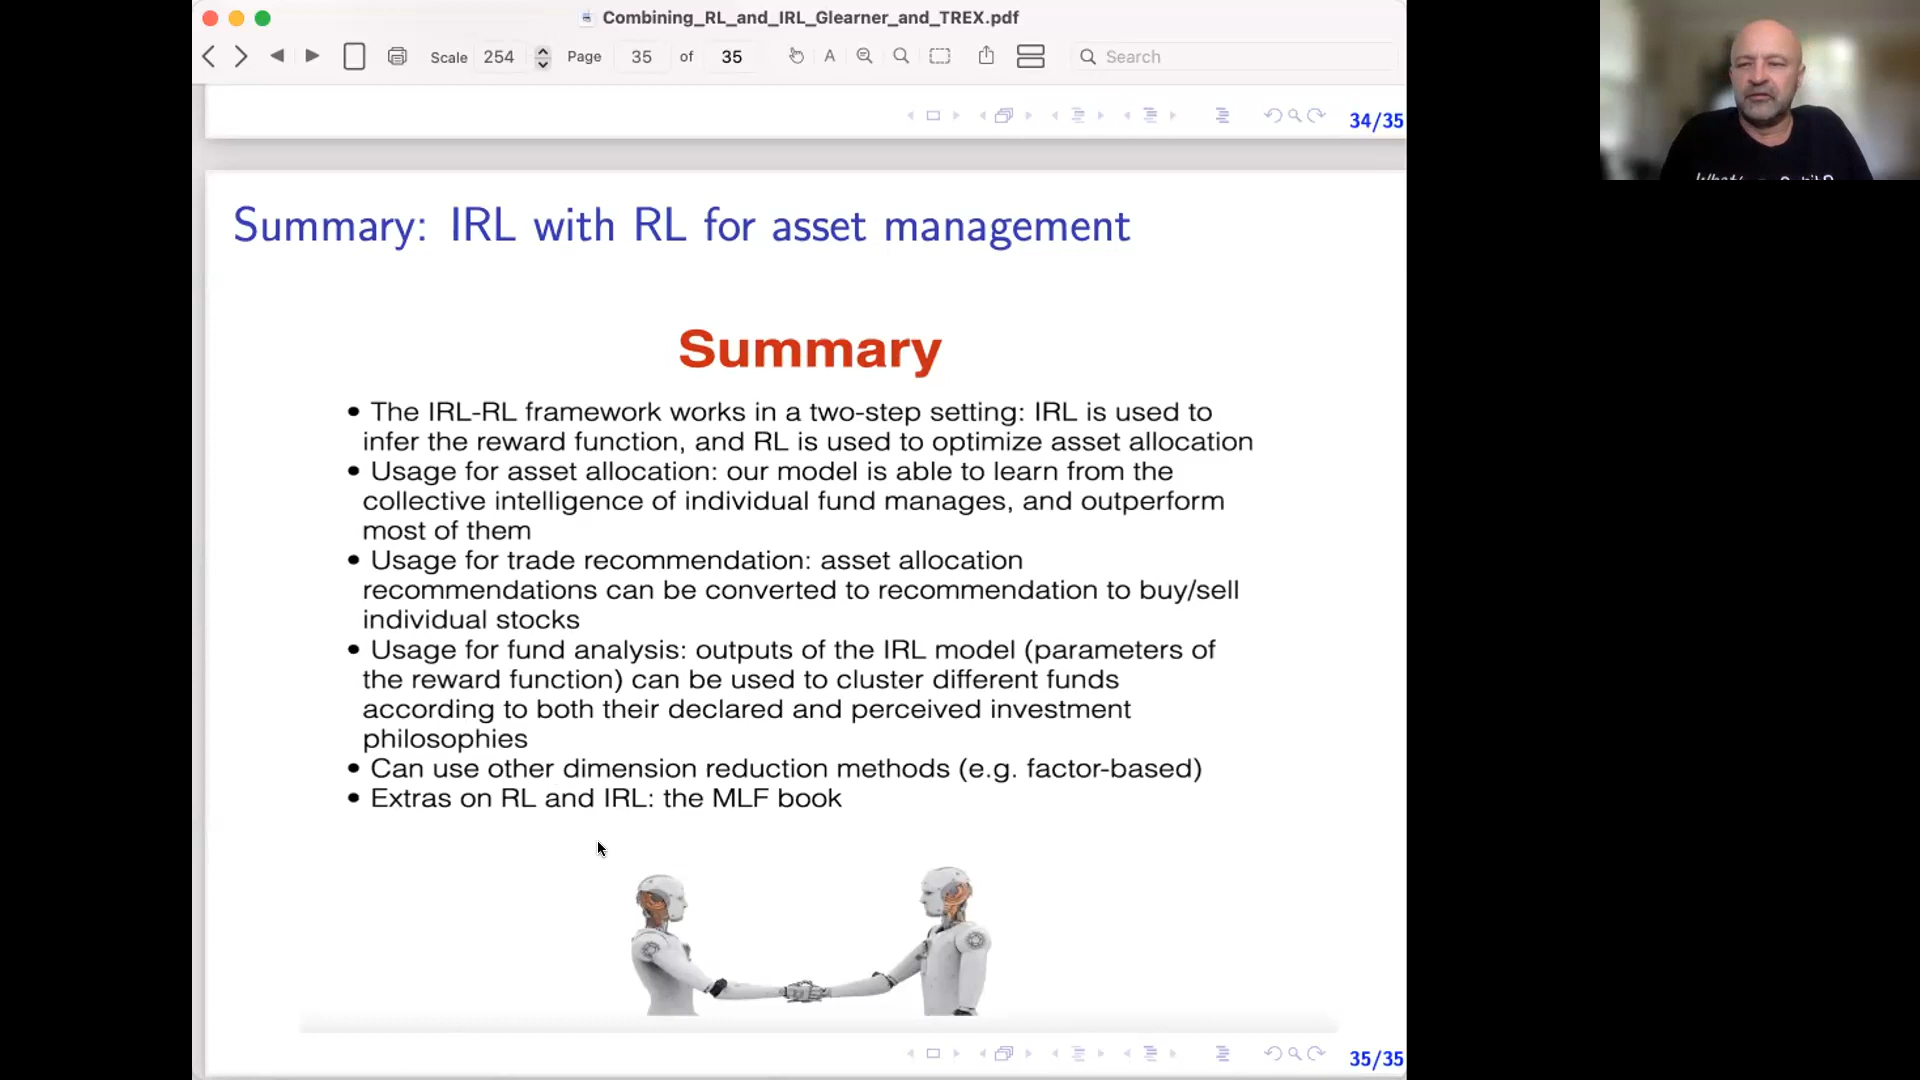 Combining_RL_and_IRL_Glearner_and_TREX.pdf
Scale 254 Page 35 of 35 Search
34/35
Summary: IRL with RL for asset management
Summary
• The IRL-RL framework works in a two-step setting: IRL is used to
infer the reward function, and RL is used to optimize asset allocation
• Usage for asset allocation: our model is able to learn from the
collective intelligence of individual fund manages, and outperform
most of them
• Usage for trade recommendation: asset allocation
recommendations can be converted to recommendation to buy/sell
individual stocks
• Usage for fund analysis: outputs of the IRL model (parameters of
the reward function) can be used to cluster different funds
according to both their declared and perceived investment
philosophies
• Can use other dimension reduction methods (e.g. factor-based)
• Extras on RL and IRL: the MLF book
35/35